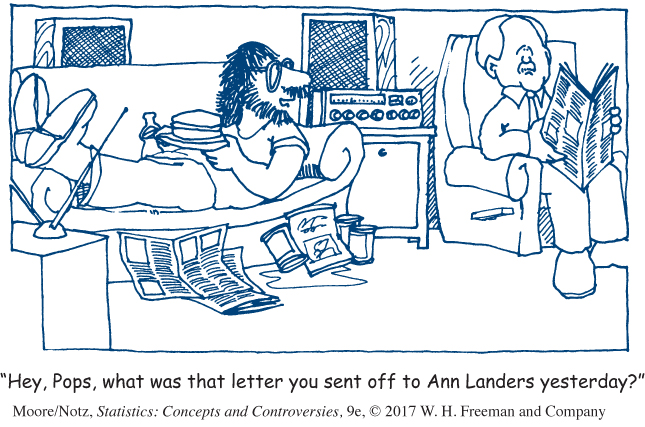 “Hey, Pops, what was that letter you sent off to Ann Landers yesterday?”
Moore/Notz, Statistics: Concepts and Controversies, 9e, © 2017 W. H. Freeman and Company